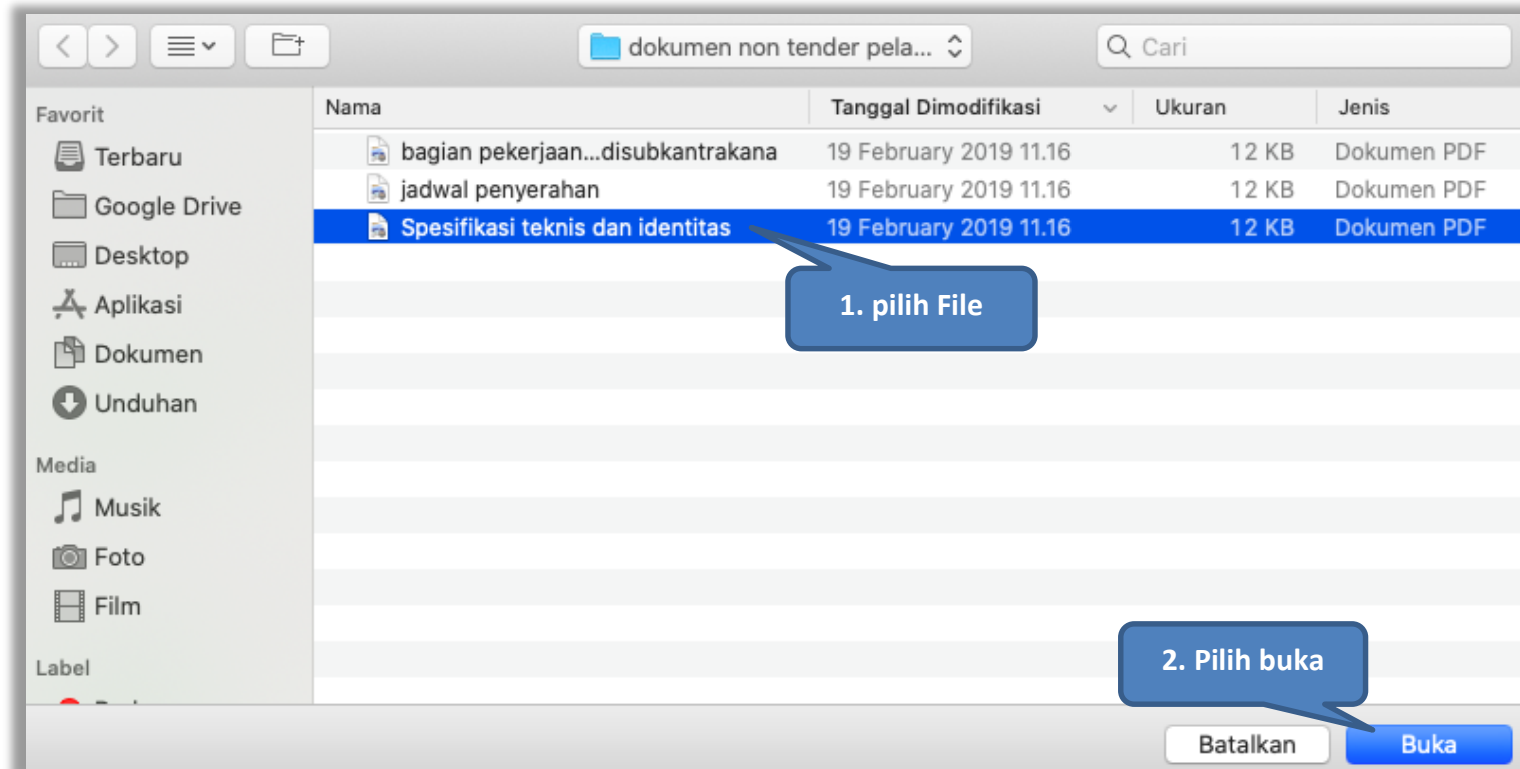 dokumen non tender pela...
Cari
Favorit
Terbaru
Google Drive
Desktop
Aplikasi
Dokumen
Unduhan
Media
Musik
Foto
Film
Label
Nama Tanggal Dimodifikasi Ukuran Jenis
bagian pekerjaan...disubkantrakana 19 February 2019 11.16 12 KB Dokumen PDF
jadwal penyerahan 19 February 2019 11.16 12 KB Dokumen PDF
Spesifikasi teknis dan identitas 19 February 2019 11.16 12 KB Dokumen PDF
1. pilih File
2. Pilih buka
Batalkan
Buka